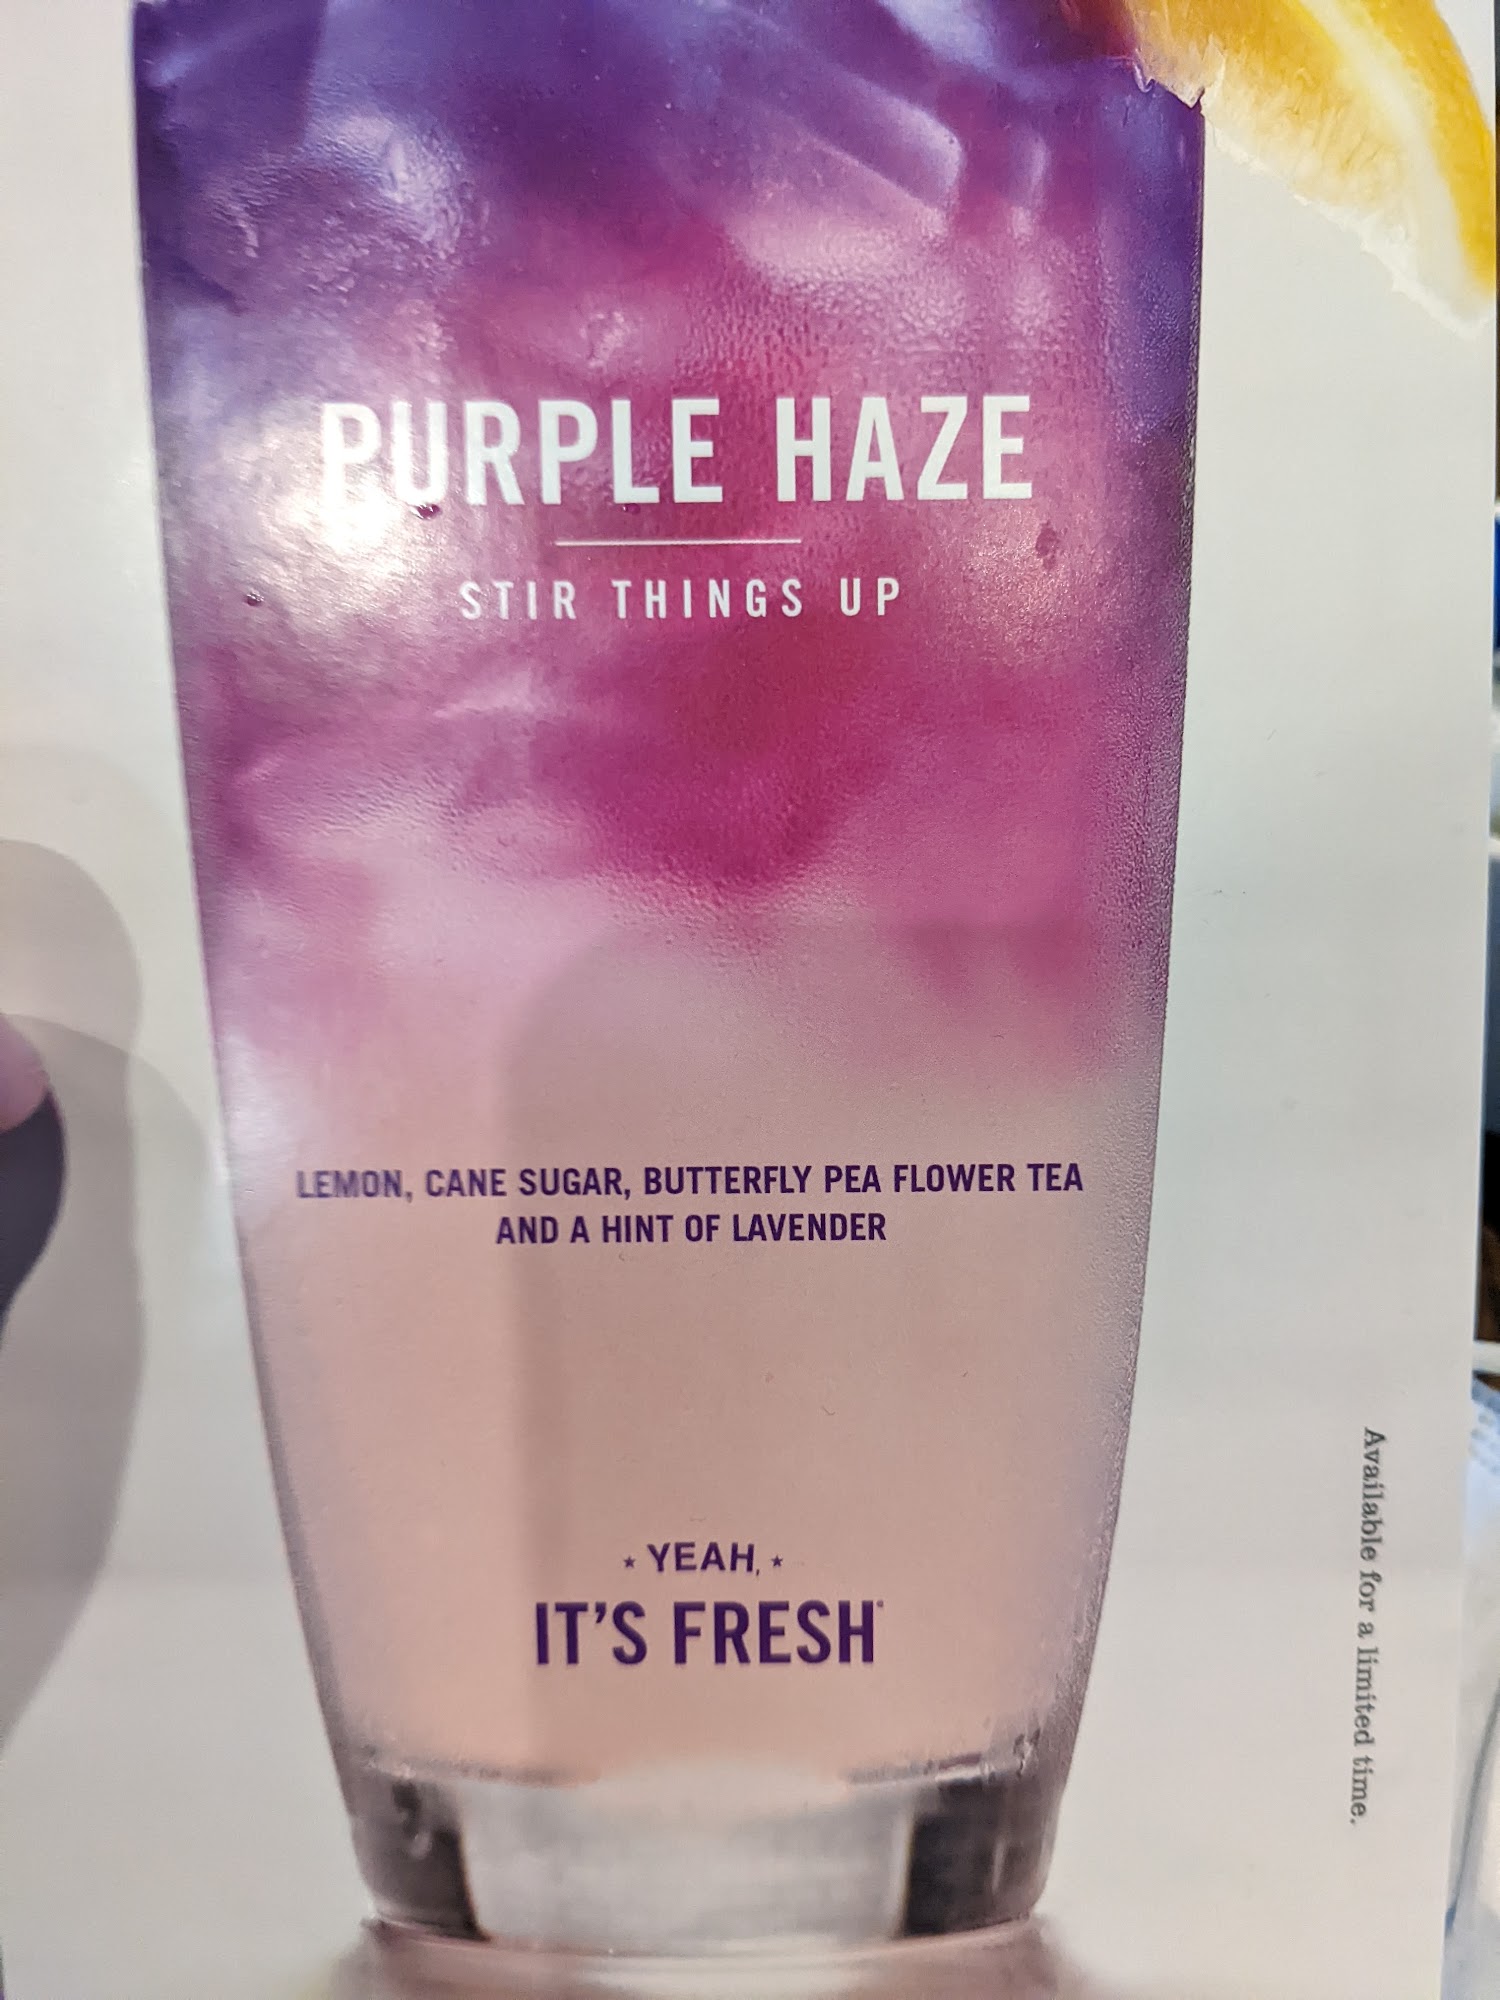 PURPLE HAZE
STIR THINGS UP
LEMON, CANE SUGAR, BUTTERFLY PEA FLOWER TEA
AND A HINT OF LAVENDER
★ YEAH, ★
IT'S FRESH
Available for a limited time.